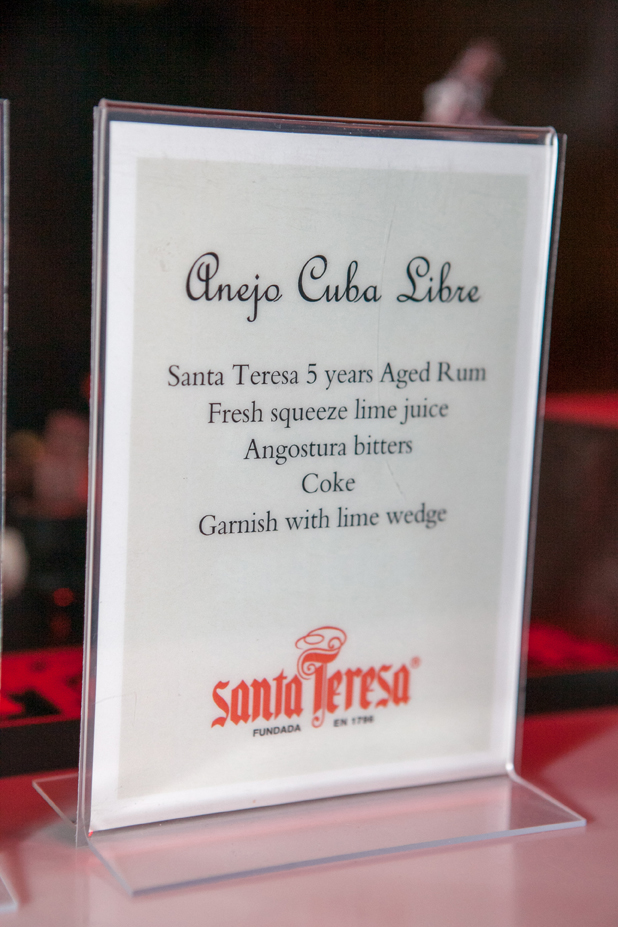 Anejo Cuba Libre
Santa Teresa 5 years Aged Rum
Fresh squeeze lime juice
Angostura bitters
Coke
Garnish with lime wedge
Santa Teresa®
FUNDADA EN 1796